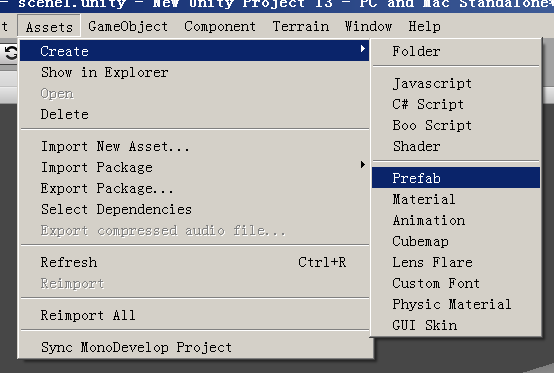 - scene1.unity - New Unity Project 13 - PC and Mac Standalone*
t Assets GameObject Component Terrain Window Help
Create
Show in Explorer
Open
Delete
Import New Asset...
Import Package
Export Package...
Select Dependencies
Export compressed audio file...
Refresh Ctrl+R
Reimport
Reimport All
Sync MonoDevelop Project
Folder
Javascript
C# Script
Boo Script
Shader
Prefab
Material
Animation
Cubemap
Lens Flare
Custom Font
Physic Material
GUI Skin